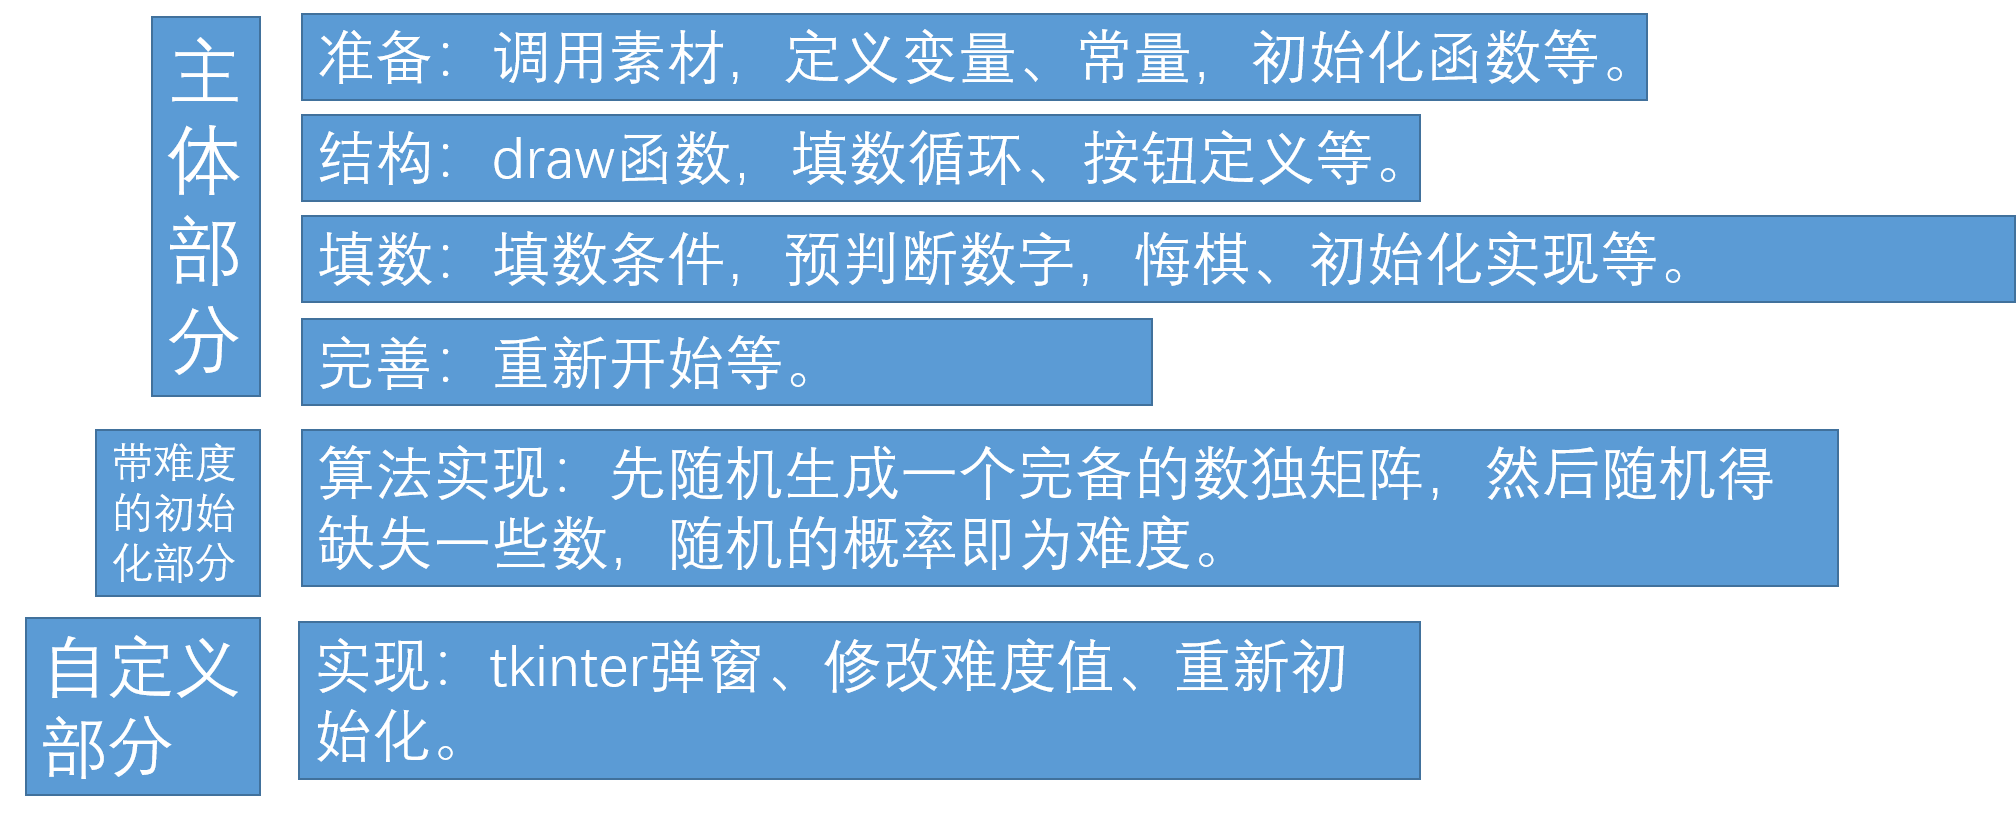 主体部分
准备：调用素材，定义变量、常量，初始化函数等。
结构：draw函数，填数循环、按钮定义等。
填数：填数条件，预判断数字，悔棋、初始化实现等。
完善：重新开始等。
带难度
的初始
化部分
算法实现：先随机生成一个完备的数独矩阵，然后随机得
缺失一些数，随机的概率即为难度。
自定义
部分
实现：tkinter弹窗、修改难度值、重新初
始化。